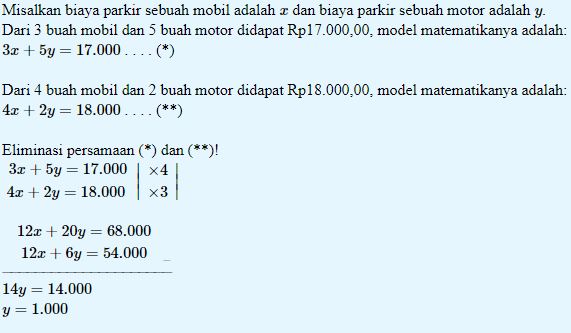 Misalkan biaya parkir sebuah mobil adalah x dan biaya parkir sebuah motor adalah y.
Dari 3 buah mobil dan 5 buah motor didapat Rp17.000,00, model matematikanya adalah:
3x + 5y = 17.000 . . . . (*)
Dari 4 buah mobil dan 2 buah motor didapat Rp18.000,00, model matematikanya adalah:
4x + 2y = 18.000 . . . . (**)
Eliminasi persamaan (*) dan (**)!
3x + 5y = 17.000 | ×4 |
4x + 2y = 18.000 | ×3 |
12x + 20y = 68.000
12x + 6y = 54.000 _
14y = 14.000
y = 1.000